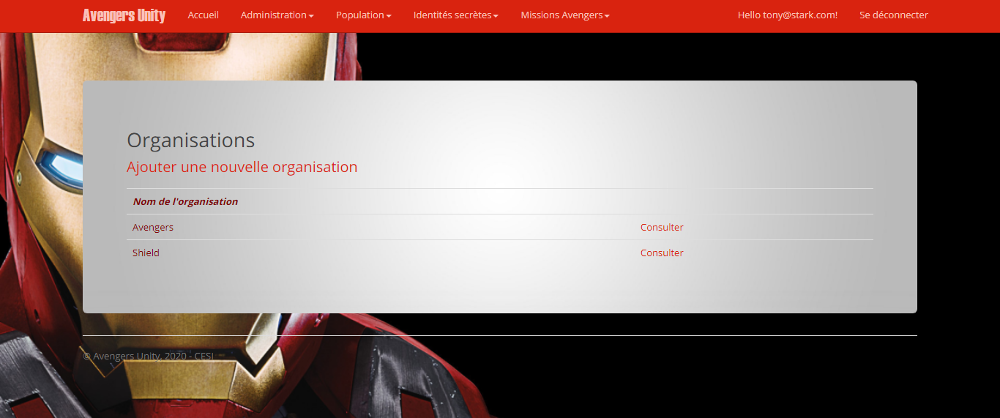 Avengers Unity Accueil Administration Population Identités secrètes Missions Avengers Hello tony@stark.com! Se déconnecter
Organisations
Ajouter une nouvelle organisation
Nom de l'organisation
Avengers Consulter
Shield Consulter
© Avengers Unity, 2020 - CESI